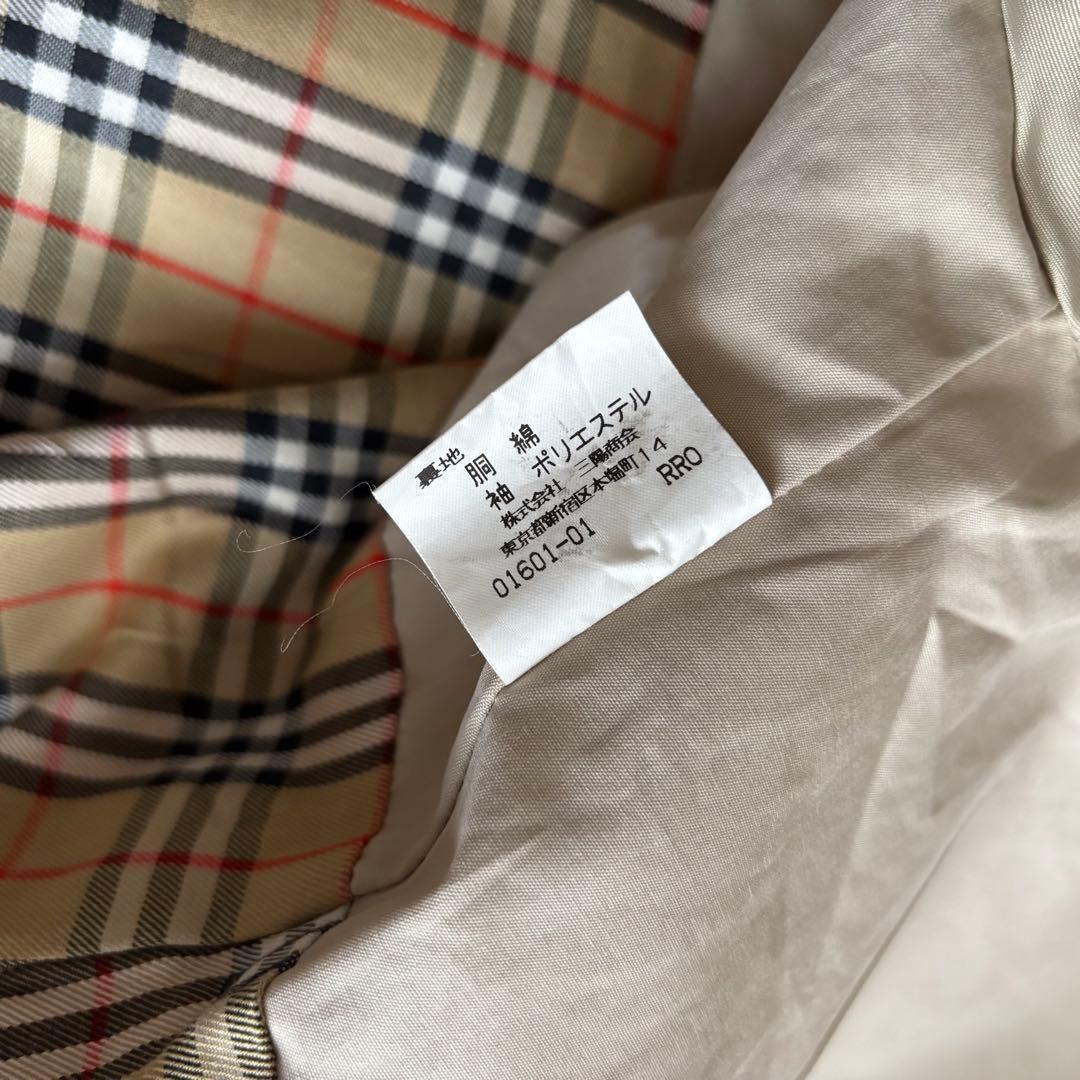 裏地
胴 綿
袖 ポリエステル
株式会社 三陽商会
東京都新宿区本塩町14
01601-01 RRO